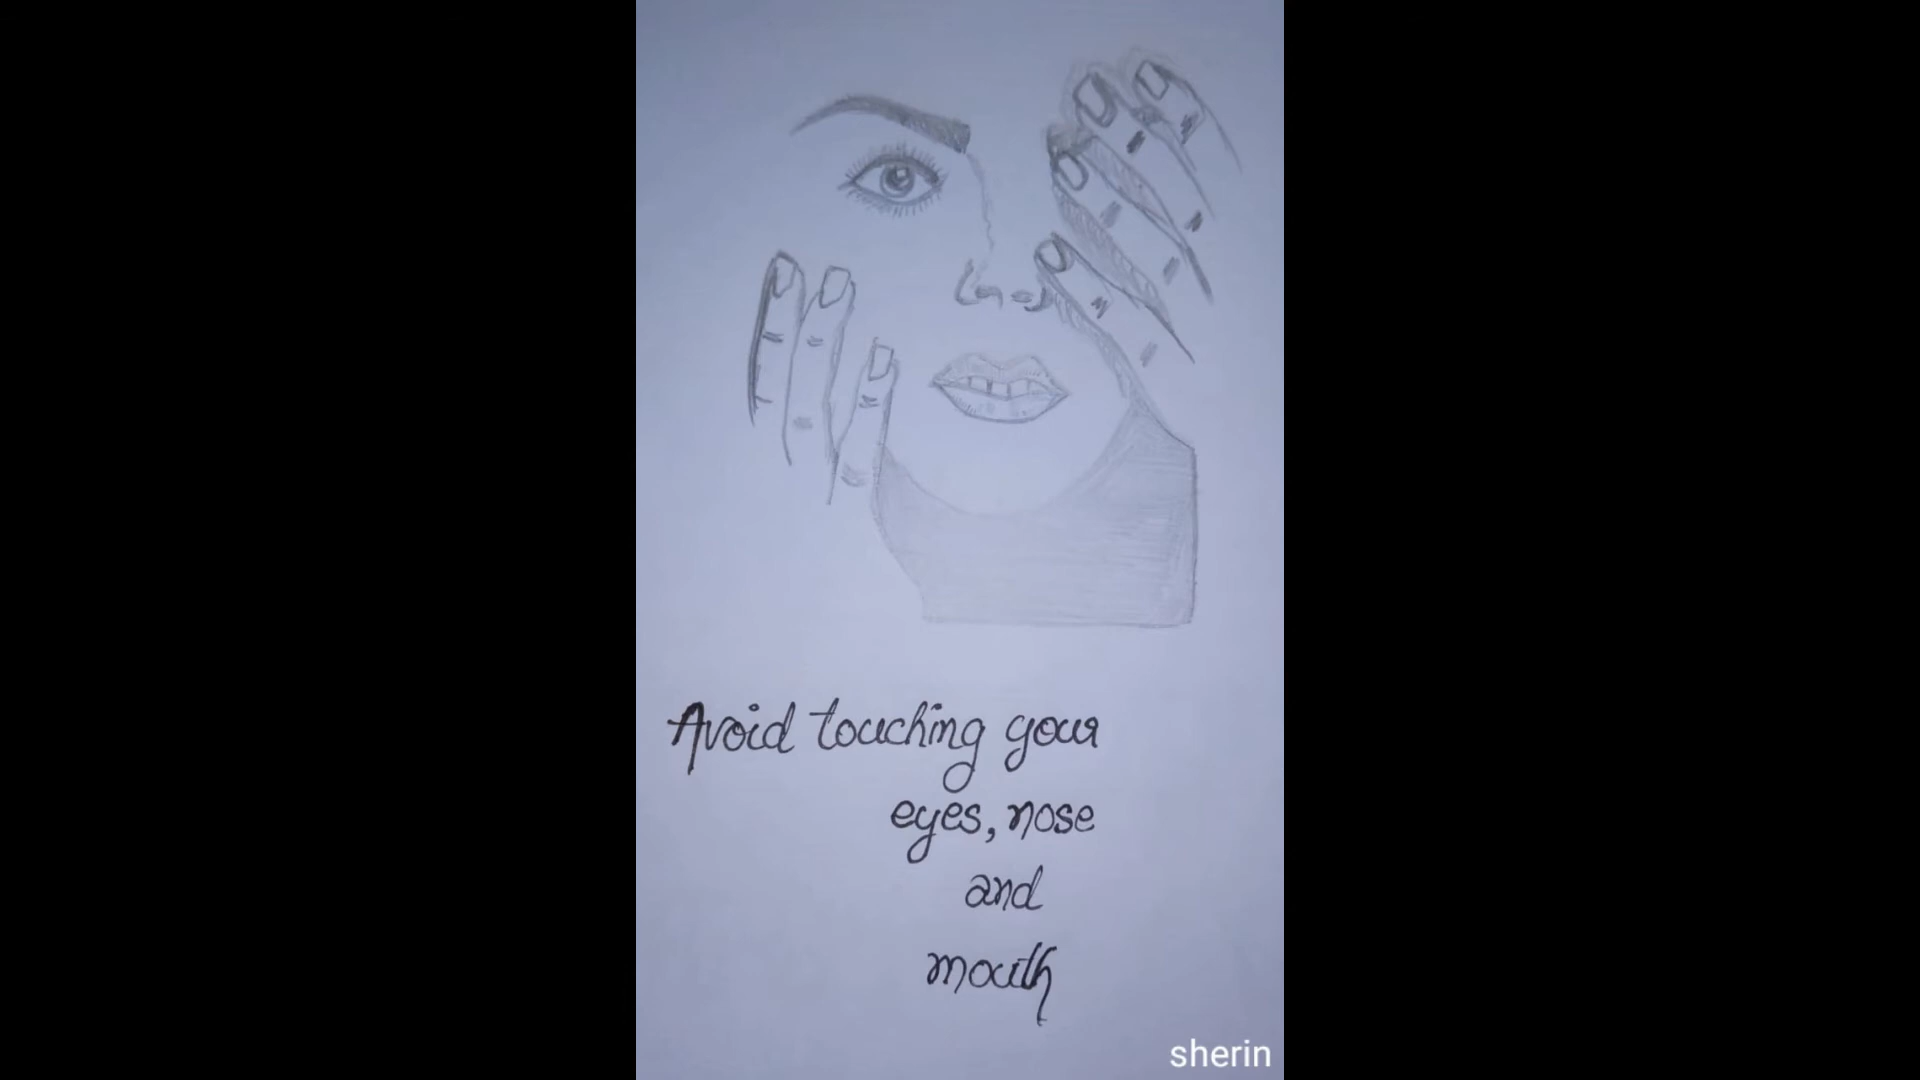 Avoid touching your
eyes, nose
and
mouth
sherin